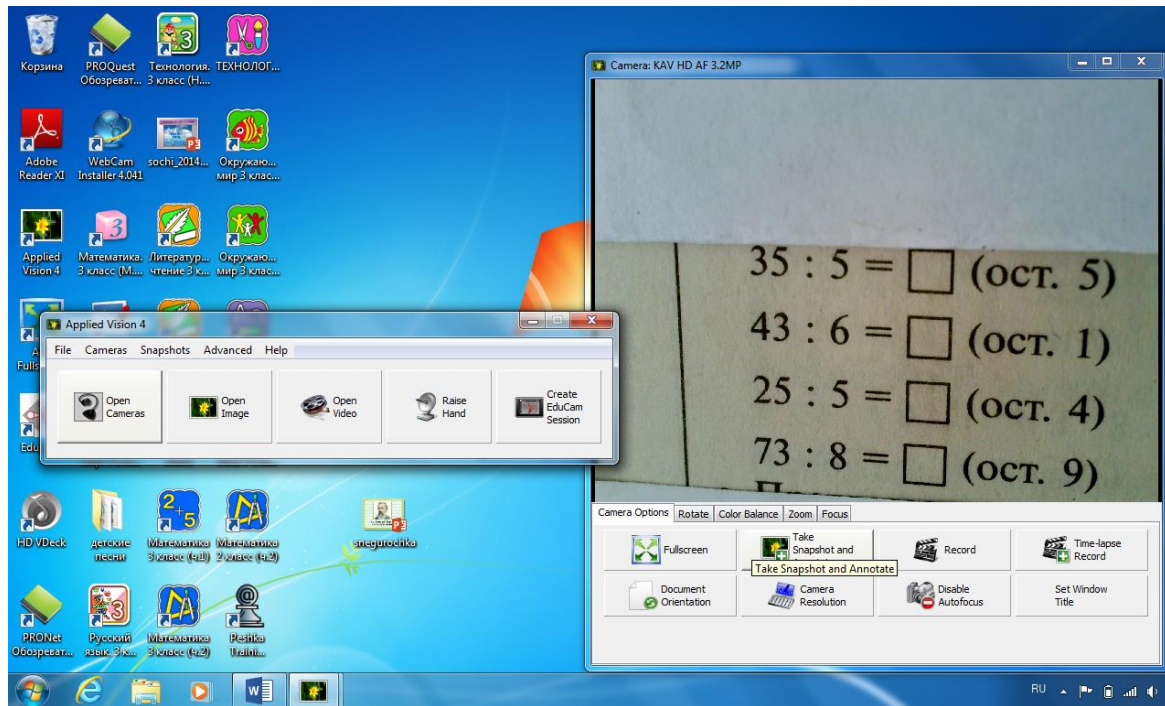 Корзина
PROQuest
Обозреват...
Технология.
3 класс (Н....
ТЕХНОЛОГ...
Adobe
Reader XI
WebCam
Installer 4.041
sochi_2014...
Окружаю...
мир 3 клас...
Applied
Vision 4
Математика.
3 класс (М....
Литератур...
чтение 3 к...
Окружаю...
мир 3 клас...
Applied Vision 4
File Cameras Snapshots Advanced Help
Open
Cameras
Open
Image
Open
Video
Raise
Hand
Create
EduCam
Session
HD VDeck
детские
песни
Математика
3 класс (ч.1)
Математика
2 класс (ч.2)
snegurochka
PRONet
Обозреват...
Русский
язык. 3 к...
Математика
3 класс (ч.2)
Peshka
Traini...
Camera: KAV HD AF 3.2MP
35 : 5 = □ (ост. 5)
43 : 6 = □ (ост. 1)
25 : 5 = □ (ост. 4)
73 : 8 = □ (ост. 9)
Camera Options Rotate Color Balance Zoom Focus
Fullscreen
Take
Snapshot and
Take Snapshot and Annotate
Record
Time-lapse
Record
Document
Orientation
Camera
Resolution
Disable
Autofocus
Set Window
Title
RU